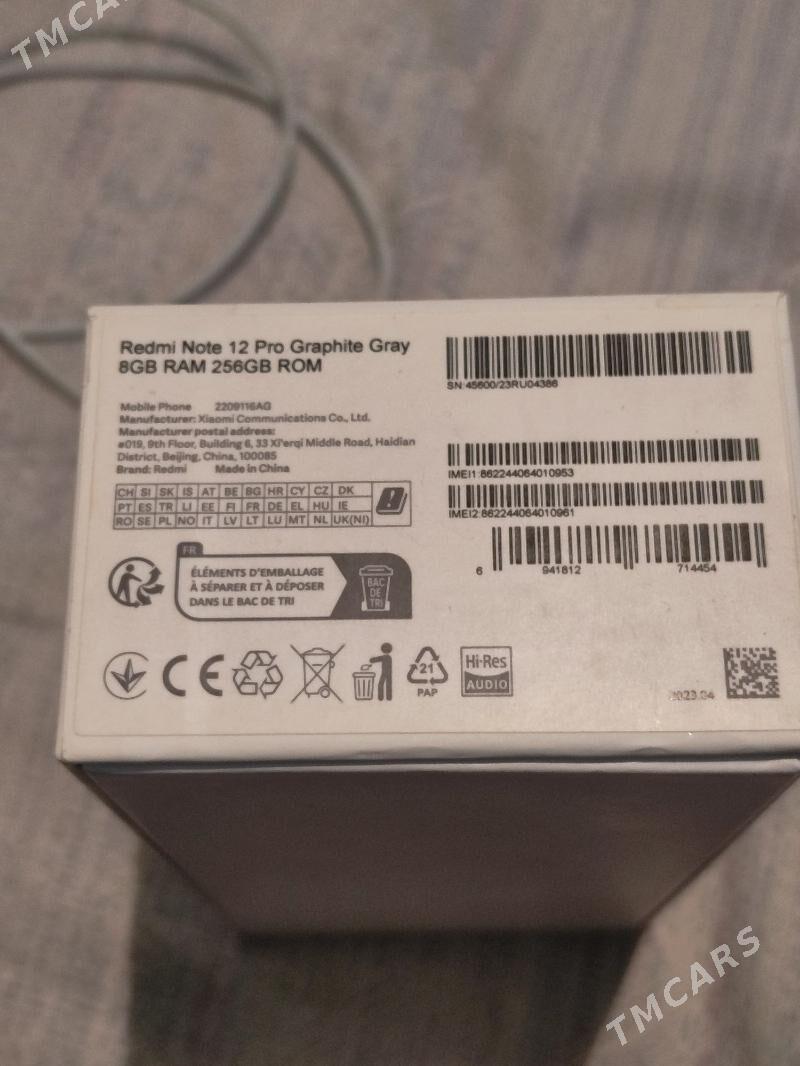 TMCARS
Redmi Note 12 Pro Graphite Gray
8GB RAM 256GB ROM
Mobile Phone 2209116AG
Manufacturer: Xiaomi Communications Co., Ltd.
Manufacturer postal address:
#019, 9th Floor, Building 6, 33 Xi'erqi Middle Road, Haidian
District, Beijing, China, 100085
Brand: Redmi Made in China
CH SI SK IS AT BE BG HR CY CZ DK
PT ES TR LI EE FI FR DE EL HU IE
RO SE PL NO IT LV LT LU MT NL UK(NI)
FR
ÉLÉMENTS D'EMBALLAGE
À SÉPARER ET À DÉPOSER
DANS LE BAC DE TRI
BAC
DE
TRI
SN:45600/23RU04386
IMEI1:862244064010953
IMEI2:862244064010961
6 941812 714454
CE
21
PAP
Hi-Res
AUDIO
2023.04
TMCARS